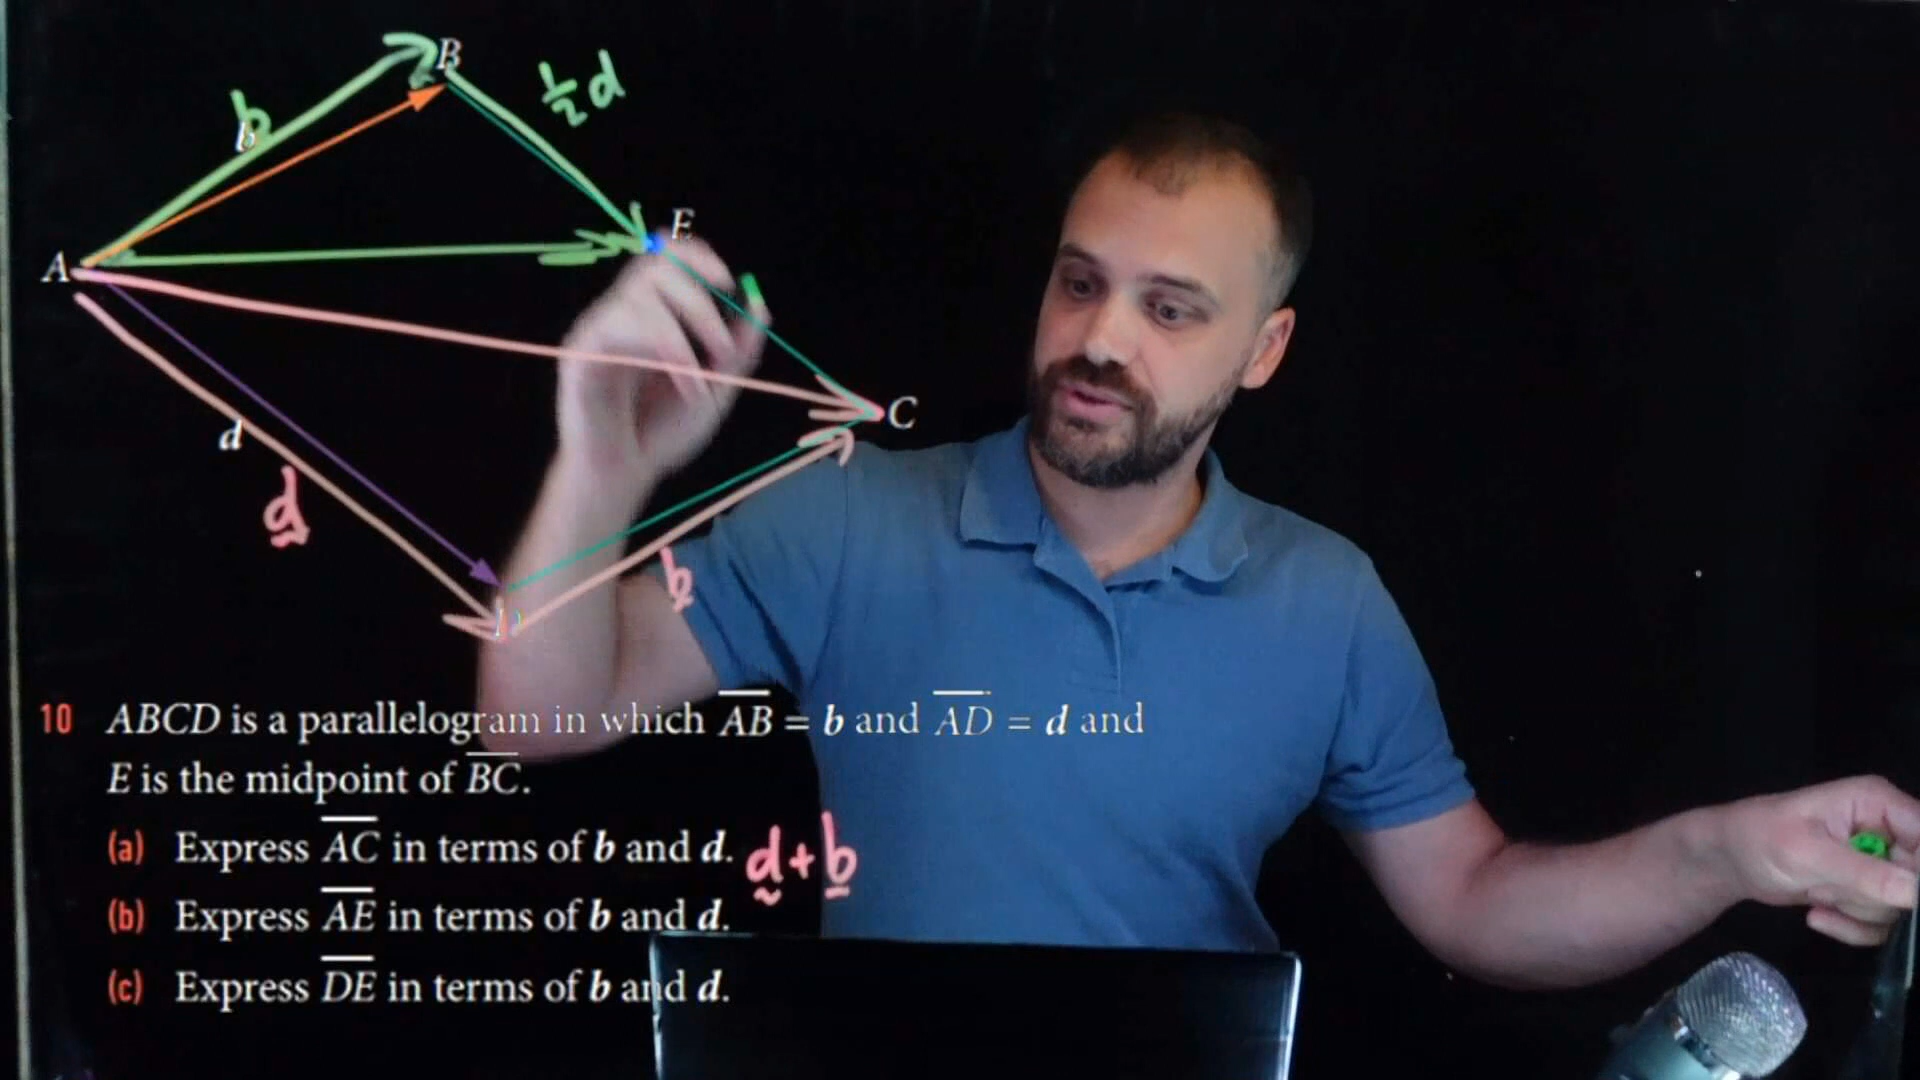 B
½d
b
b
E
A
C
d
d
b
D
10 ABCD is a parallelogram in which AB = b and AD = d and
E is the midpoint of BC.
(a) Express AC in terms of b and d. d + b
(b) Express AE in terms of b and d.
(c) Express DE in terms of b and d.